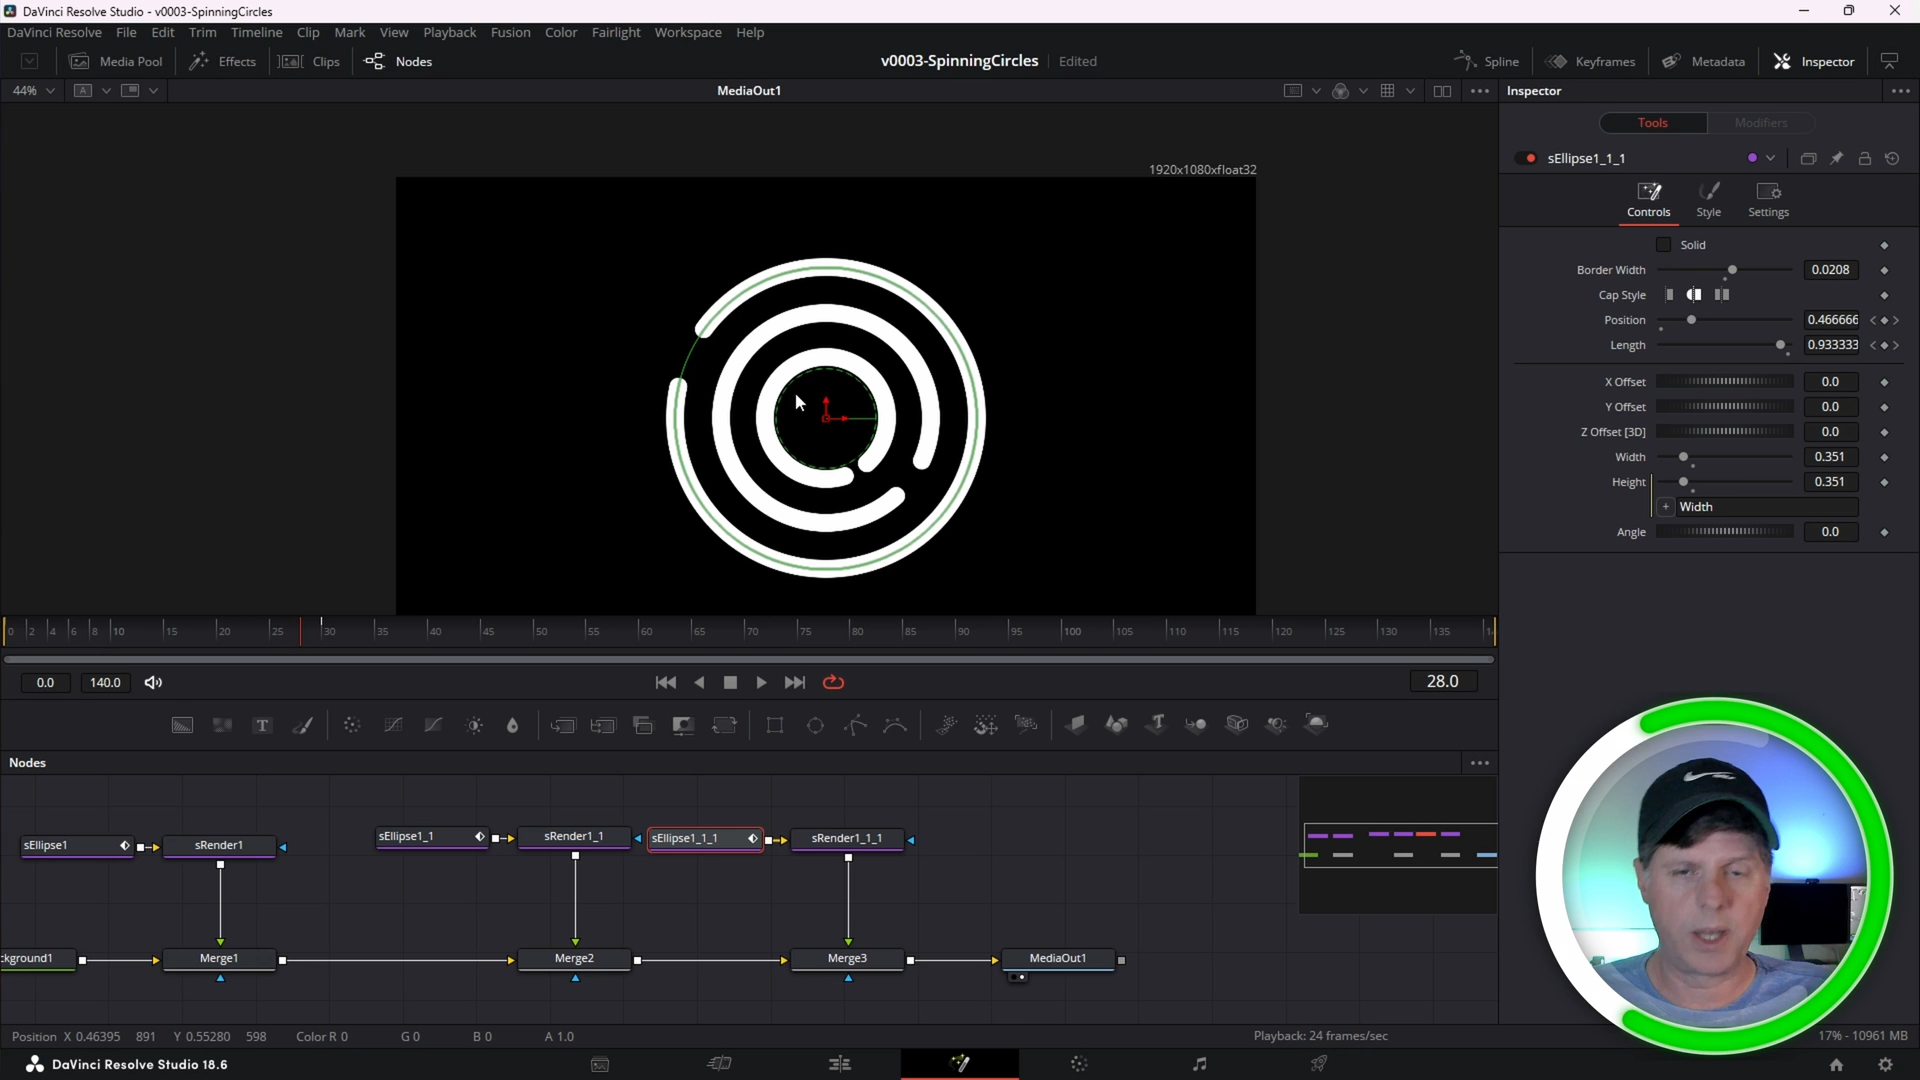 DaVinci Resolve Studio - v0003-SpinningCircles
DaVinci Resolve File Edit Trim Timeline Clip Mark View Playback Fusion Color Fairlight Workspace Help
Media Pool Effects Clips Nodes v0003-SpinningCircles Edited Spline Keyframes Metadata Inspector
44% A MediaOut1 Inspector
Tools Modifiers
sEllipse1_1_1
1920x1080xfloat32
Controls Style Settings
Solid
Border Width 0.0208
Cap Style
Position 0.466666
Length 0.933333
X Offset 0.0
Y Offset 0.0
Z Offset [3D] 0.0
Width 0.351
Height 0.351
+ Width
Angle 0.0
0 2 4 6 8 10 15 20 25 30 35 40 45 50 55 60 65 70 75 80 85 90 95 100 105 110 115 120 125 130 135
0.0 140.0 28.0
T
Nodes
sEllipse1 sRender1 sEllipse1_1 sRender1_1 sEllipse1_1_1 sRender1_1_1
ckground1 Merge1 Merge2 Merge3 MediaOut1
Position X 0.46395 891 Y 0.55280 598 Color R 0 G 0 B 0 A 1.0 Playback: 24 frames/sec 17% - 10961 MB
DaVinci Resolve Studio 18.6